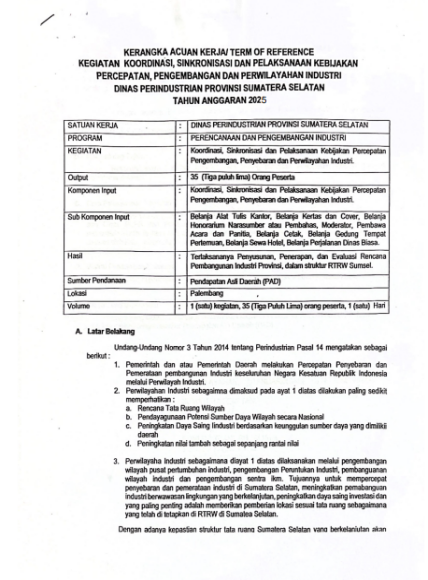 KERANGKA ACUAN KERJA/ TERM OF REFERENCE
KEGIATAN KOORDINASI, SINKRONISASI DAN PELAKSANAAN KEBIJAKAN
PERCEPATAN, PENGEMBANGAN DAN PERWILAYAHAN INDUSTRI
DINAS PERINDUSTRIAN PROVINSI SUMATERA SELATAN
TAHUN ANGGARAN 2025
SATUAN KERJA : DINAS PERINDUSTRIAN PROVINSI SUMATERA SELATAN
PROGRAM : PERENCANAAN DAN PENGEMBANGAN INDUSTRI
KEGIATAN : Koordinasi, Sinkronisasi dan Pelaksanaan Kebijakan Percepatan
Pengembangan, Penyebaran dan Perwilayahan Industri.
Output : 35 (Tiga puluh lima) Orang Peserta
Komponen Input : Koordinasi, Sinkronisasi dan Pelaksanaan Kebijakan Percepatan
Pengembangan, Penyebaran dan Perwilayahan Industri.
Sub Komponen Input : Belanja Alat Tulis Kantor, Belanja Kertas dan Cover, Belanja
Honorarium Narasumber atau Pembahas, Moderator, Pembawa
Acara dan Panitia, Belanja Cetak, Belanja Gedung Tempat
Pertemuan, Belanja Sewa Hotel, Belanja Perjalanan Dinas Biasa.
Hasil : Terlaksananya Penyusunan, Penerapan, dan Evaluasi Rencana
Pembangunan Industri Provinsi, dalam struktur RTRW Sumsel.
Sumber Pendanaan : Pendapatan Asli Daerah (PAD)
Lokasi : Palembang
Volume : 1 (satu) kegiatan, 35 (Tiga Puluh Lima) orang peserta, 1 (satu) Hari
A. Latar Belakang
Undang-Undang Nomor 3 Tahun 2014 tentang Perindustrian Pasal 14 mengatakan sebagai
berikut :
1. Pemerintah dan atau Pemerintah Daerah melakukan Percepatan Penyebaran dan
Pemerataan pembangunan Industri keseluruhan Negara Kesatuan Republik Indonesia
melalui Perwilayah Industri.
2. Perwilayahan Industri sebagaimna dimaksud pada ayat 1 diatas dilakukan paling sedikit
memperhatikan :
a. Rencana Tata Ruang Wilayah
b. Pendayagunaan Potensi Sumber Daya Wilayah secara Nasional
c. Peningkatan Daya Saing Iindustri berdasarkan keunggulan sumber daya yang dimiliki
daerah
d. Peningkatan nilai tambah sebagai sepanjang rantai nilai
3. Perwilayaha Industri sebagaimana diayat 1 diatas dilaksanakan melalui pengembangan
wilayah pusat pertumbuhan industri, pengembangan Peruntukan Industri, pembanguanan
wilayah industri dan pengembangan sentra ikm. Tujuannya untuk mempercepat
penyebaran dan pemerataan industri di Sumatera Selatan, meningkatkan pemabangunan
industri berwawasan lingkungan yang berkelanjutan, peningkatan daya saing investasi dan
yang paling penting adalah memberikan pemberian lokasi sesuai tata ruang sebagaimana
yang telah di tetapkan di RTRW di Sumatea Selatan.
Dengan adanya kepastian struktur tata ruang Sumatera Selatan yang berkelanjutan akan